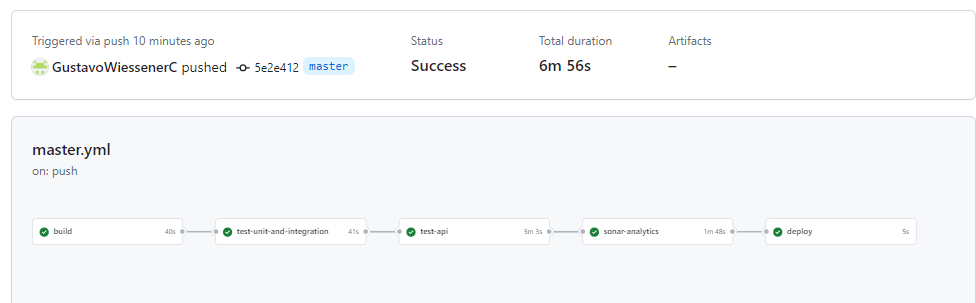 Triggered via push 10 minutes ago
GustavoWiessenerC pushed 5e2e412 master
Status
Success
Total duration
6m 56s
Artifacts
–
master.yml
on: push
build 40s
test-unit-and-integration 41s
test-api 3m 3s
sonar-analytics 1m 48s
deploy 5s